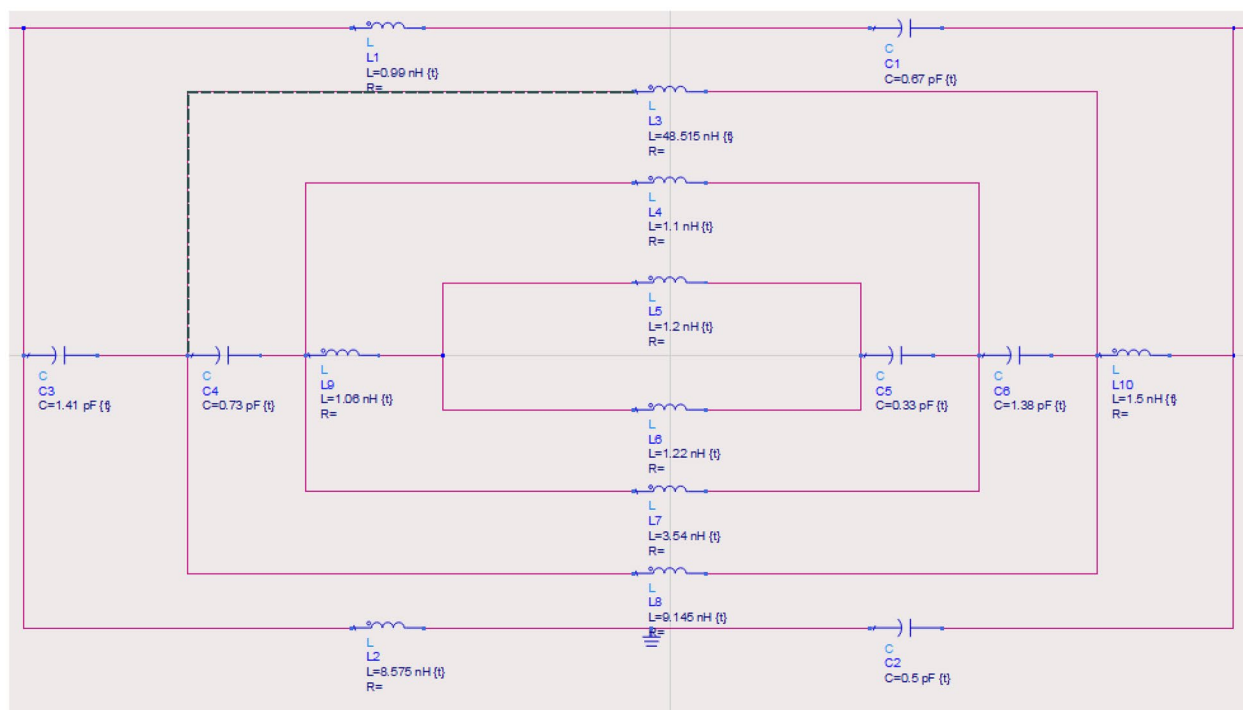 L
L1
L=0.99 nH {t}
R=
C
C1
C=0.67 pF {t}
L
L3
L=48.515 nH {t}
R=
L
L4
L=1.1 nH {t}
R=
L
L5
L=1.2 nH {t}
R=
C
C3
C=1.41 pF {t}
C
C4
C=0.73 pF {t}
L
L9
L=1.06 nH {t}
R=
C
C5
C=0.33 pF {t}
C
C6
C=1.38 pF {t}
L
L10
L=1.5 nH {t}
R=
L
L6
L=1.22 nH {t}
R=
L
L7
L=3.54 nH {t}
R=
L
L8
L=9.145 nH {t}
R=
L
L2
L=8.575 nH {t}
R=
C
C2
C=0.5 pF {t}